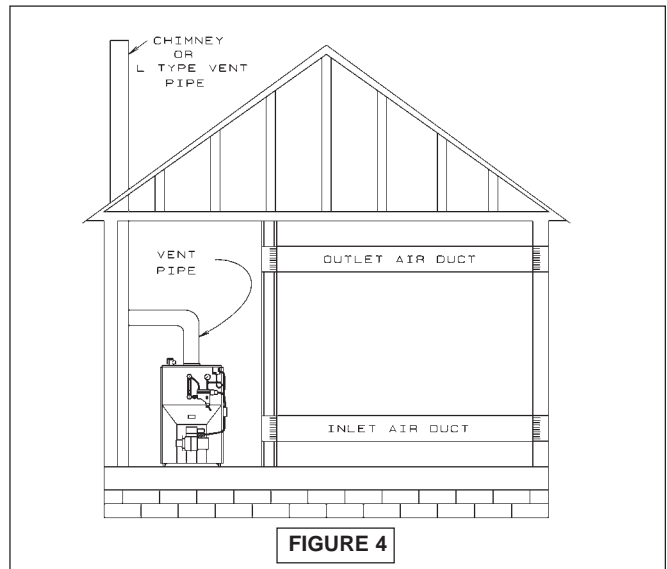 CHIMNEY
OR
L TYPE VENT
PIPE
VENT
PIPE
OUTLET AIR DUCT
INLET AIR DUCT
FIGURE 4